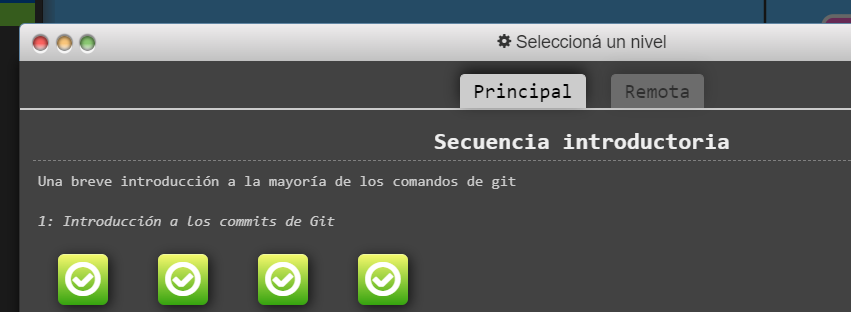 Seleccioná un nivel
Principal
Remota
Secuencia introductoria
Una breve introducción a la mayoría de los comandos de git
1: Introducción a los commits de Git